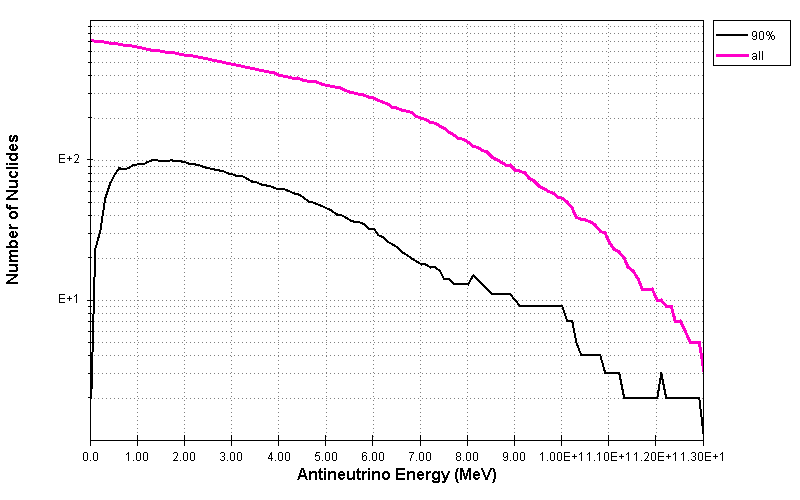 90%
all
Number of Nuclides
E+2
E+1
0.0 1.00 2.00 3.00 4.00 5.00 6.00 7.00 8.00 9.00 1.00E+11.10E+11.20E+11.30E+1
Antineutrino Energy (MeV)